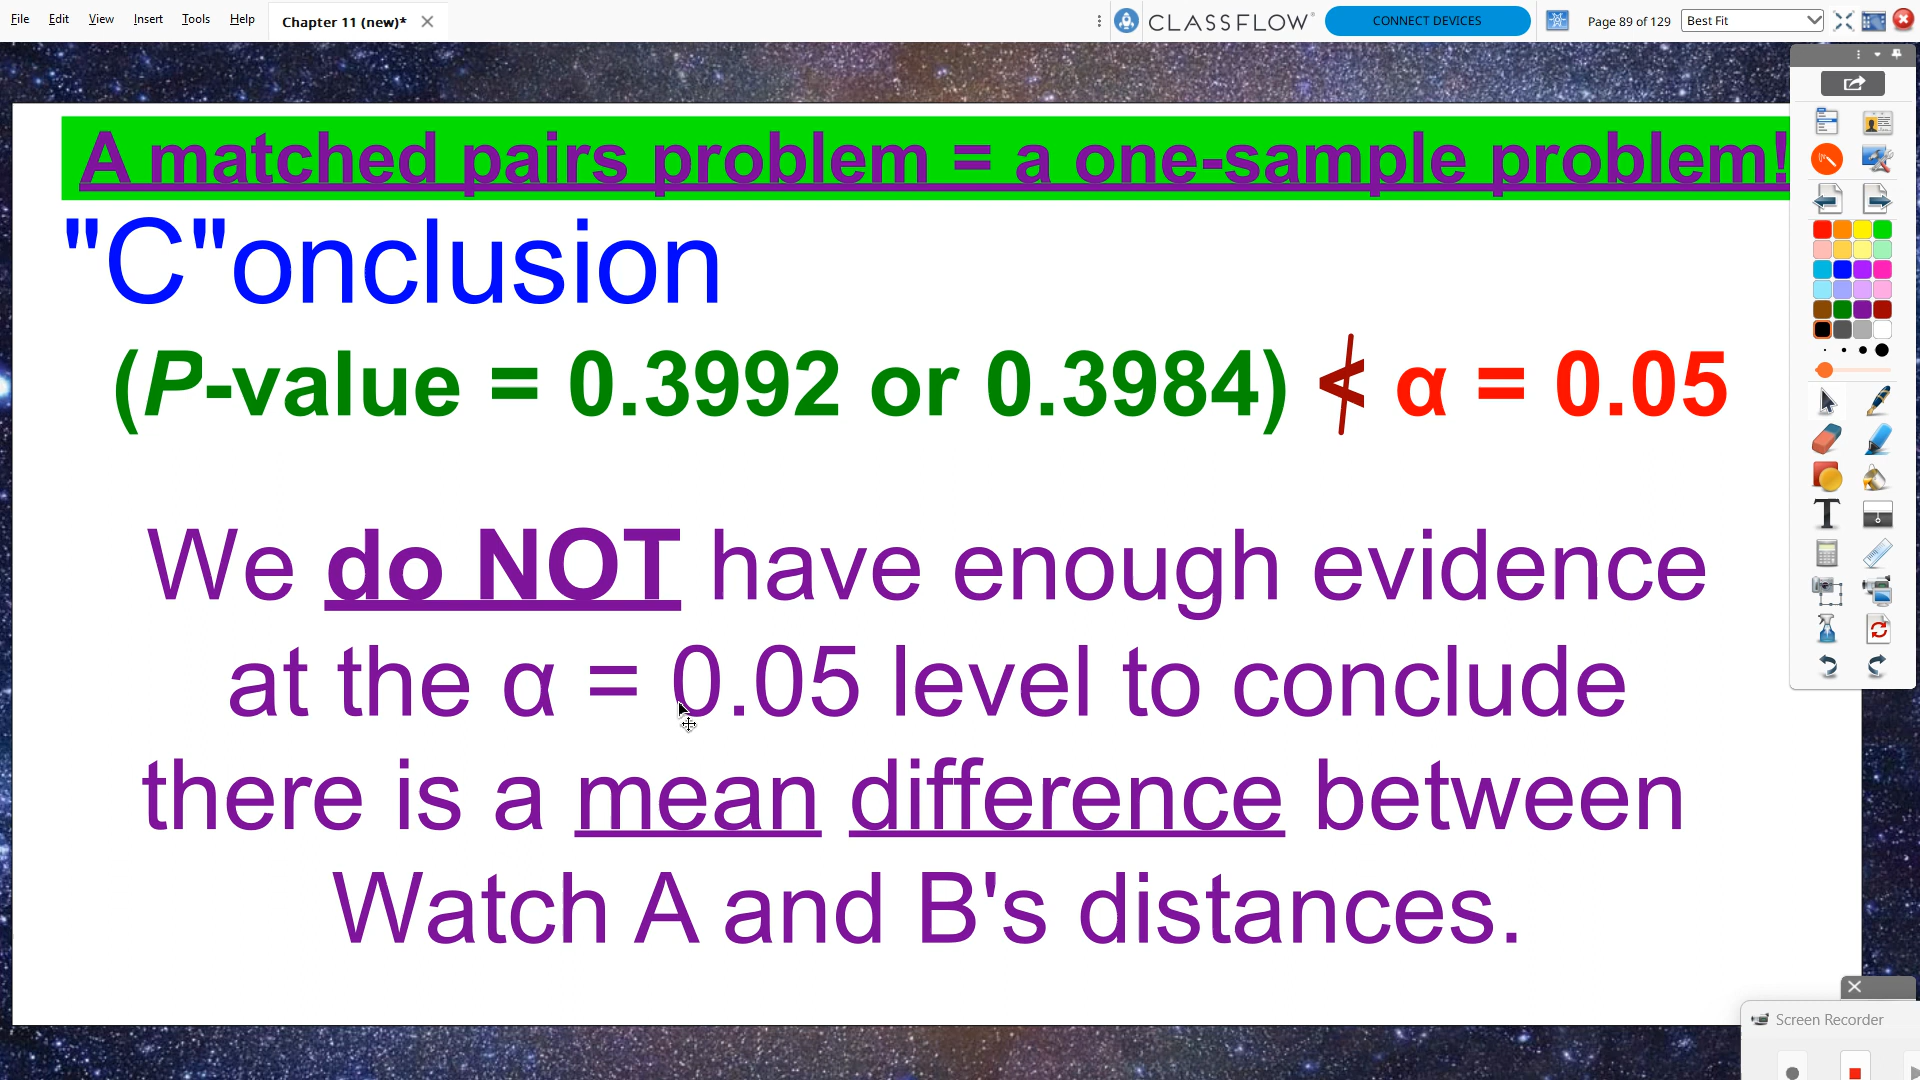 File Edit View Insert Tools Help Chapter 11 (new)* CLASSFLOW CONNECT DEVICES Page 89 of 129 Best Fit
A matched pairs problem = a one-sample problem!
"C"onclusion
(P-value = 0.3992 or 0.3984) ≮ α = 0.05
We do NOT have enough evidence
at the α = 0.05 level to conclude
there is a mean difference between
Watch A and B's distances.
Screen Recorder